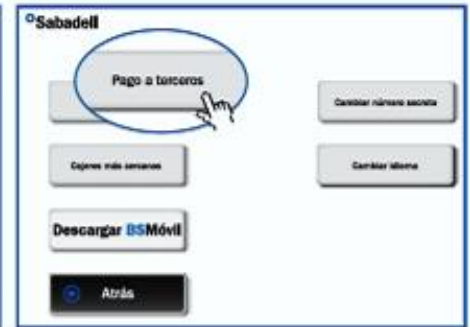 Sabadell
Pago a terceros
Cambiar número secreto
Cajeros más cercanos
Cambiar idioma
Descargar BSMóvil
Atrás